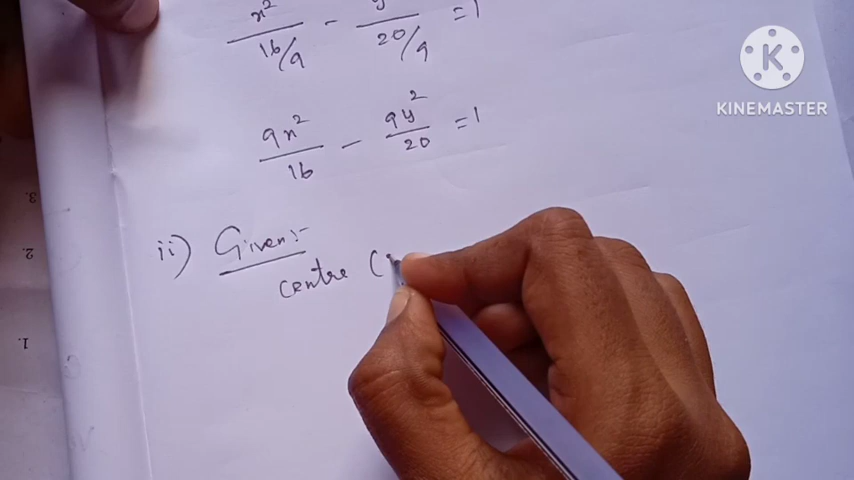 x² / 16/9 - y² / 20/9 = 1
9x² / 16 - 9y² / 20 = 1
ii) Given:-
centre (
K
KINEMASTER
3.
2.
1.